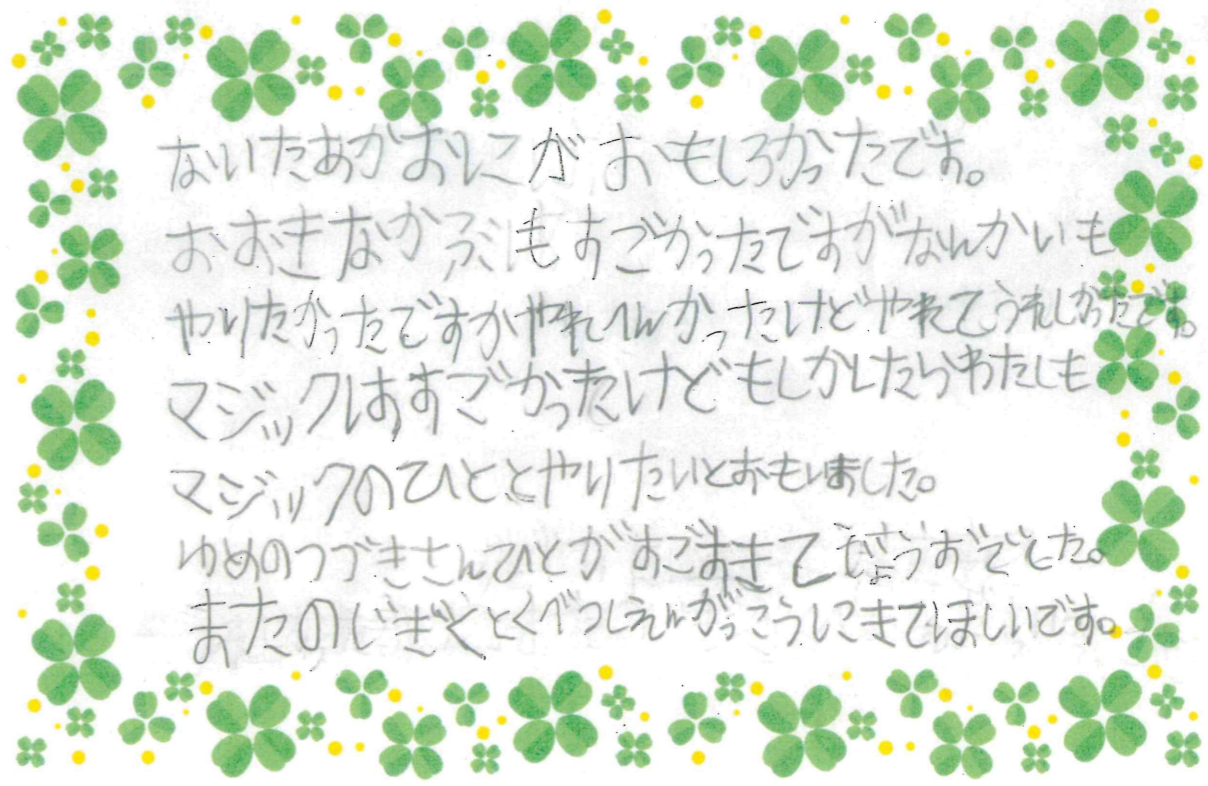 ないたあかおにがおもしろかったです。
おおきなかぶもすごかったですがなんかいも
やりたかったですかやれへんかったけどやれてうれしかったです。
マジックはすごかったけどもしかしたらわたしも
マジックのひととやりたいとおもいました。
ゆめのつづきさんひとがすごすきて じょうおでした。
またのじぎくとくべつしえんがっこうにきてほしいです。